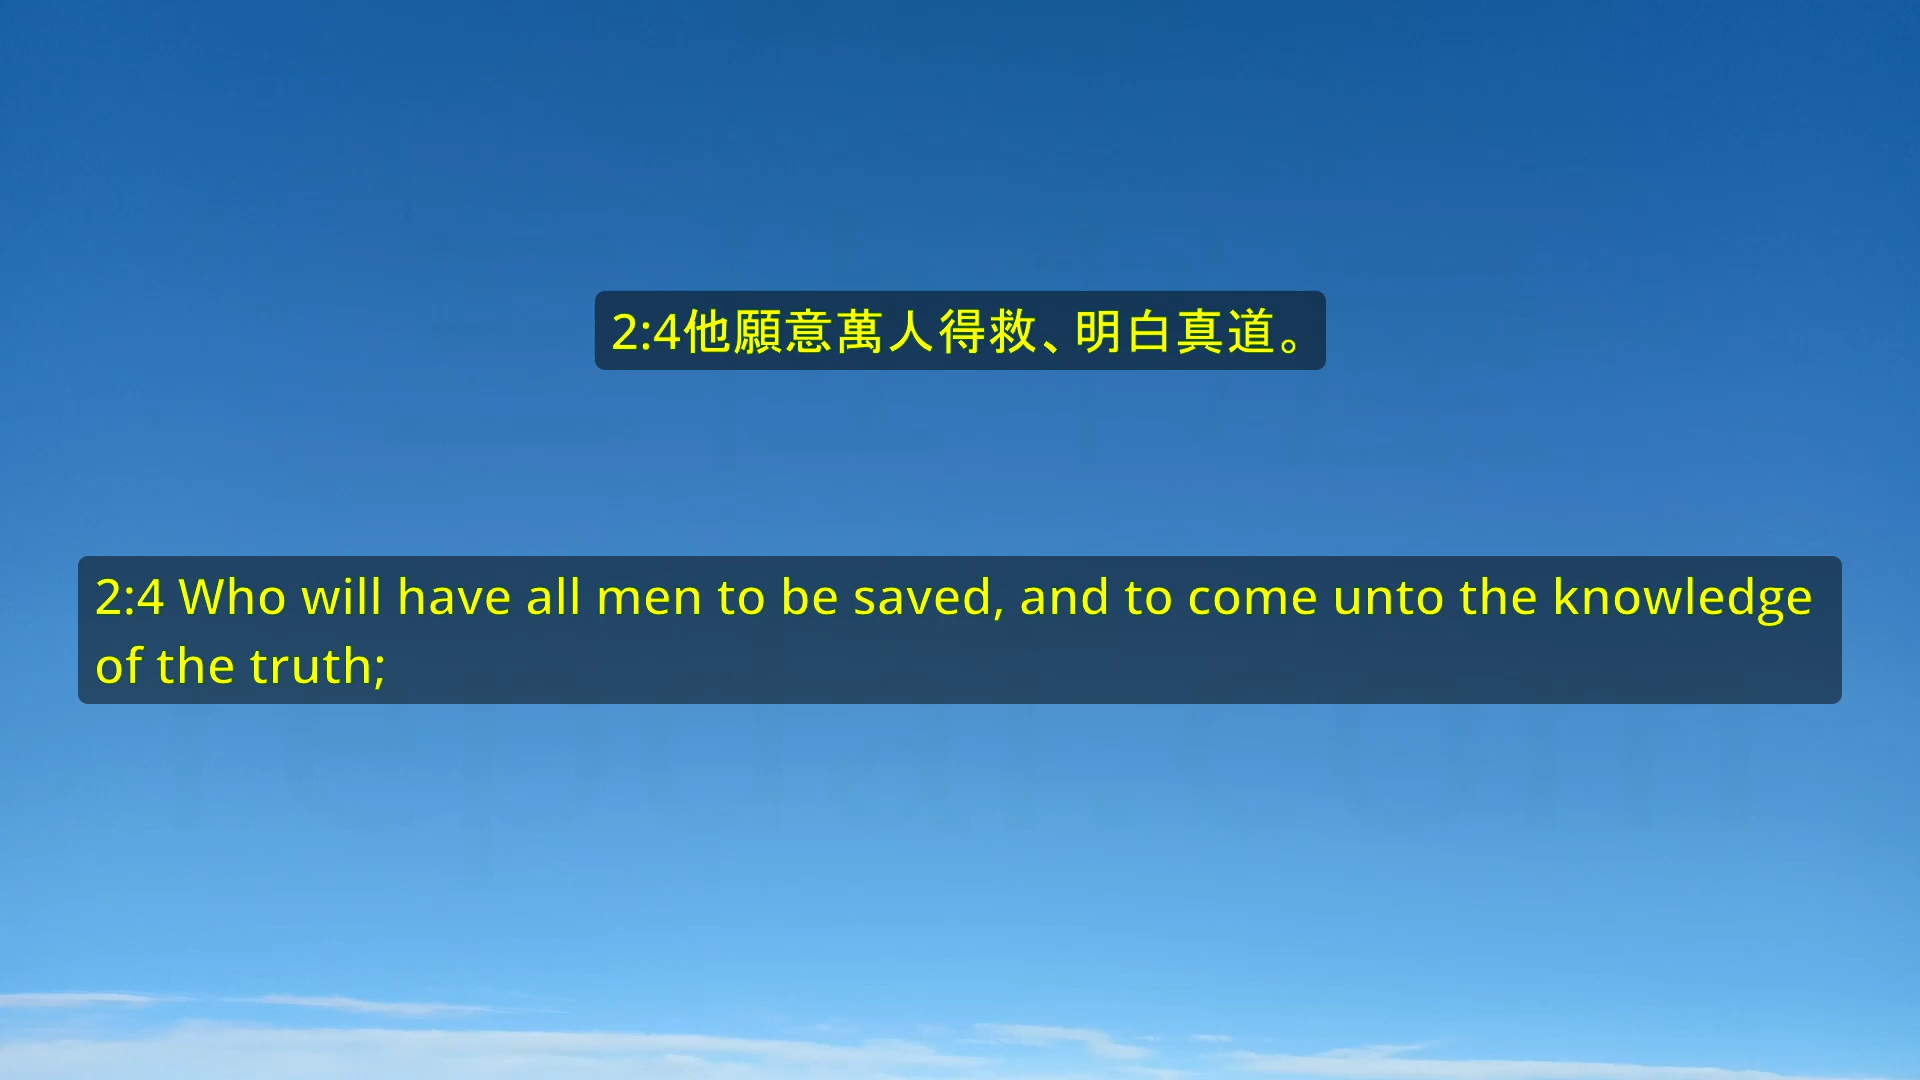 2:4他願意萬人得救、明白真道。
2:4 Who will have all men to be saved, and to come unto the knowledge
of the truth;